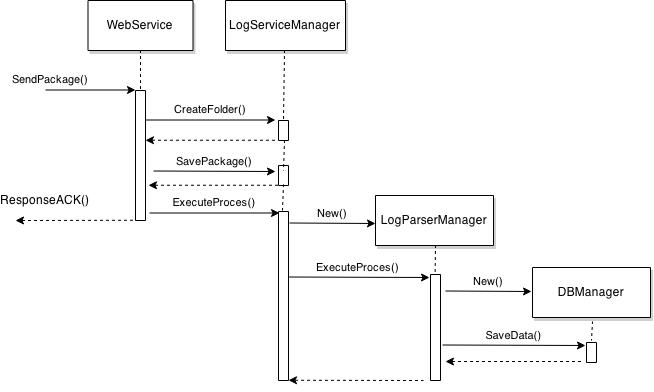 WebService
LogServiceManager
SendPackage()
CreateFolder()
SavePackage()
ResponseACK()
ExecuteProces()
New()
LogParserManager
ExecuteProces()
New()
DBManager
SaveData()